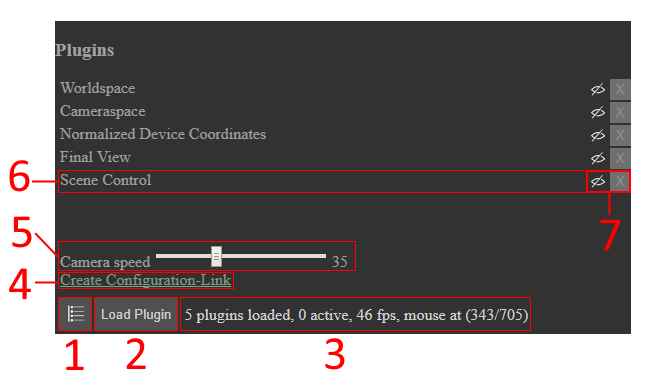 Plugins
Worldspace X
Cameraspace X
Normalized Device Coordinates X
Final View X
6 Scene Control X
7
5 Camera speed 35
4 Create Configuration-Link
Load Plugin 5 plugins loaded, 0 active, 46 fps, mouse at (343/705)
1 2 3